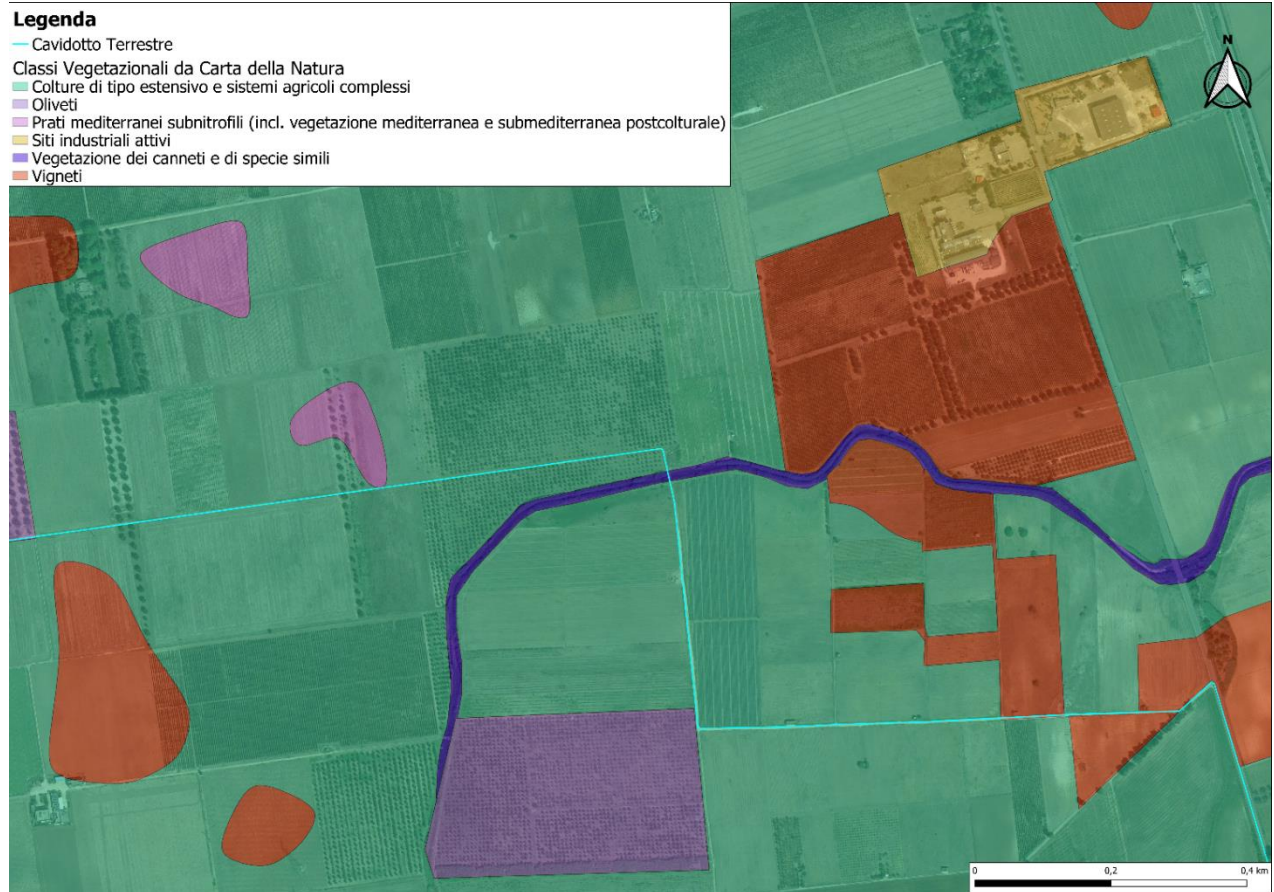 Legenda
Cavidotto Terrestre
Classi Vegetazionali da Carta della Natura
Colture di tipo estensivo e sistemi agricoli complessi
Oliveti
Prati mediterranei subnitrofili (incl. vegetazione mediterranea e submediterranea postcolturale)
Siti industriali attivi
Vegetazione dei canneti e di specie simili
Vigneti
N
0 0,2 0,4 km